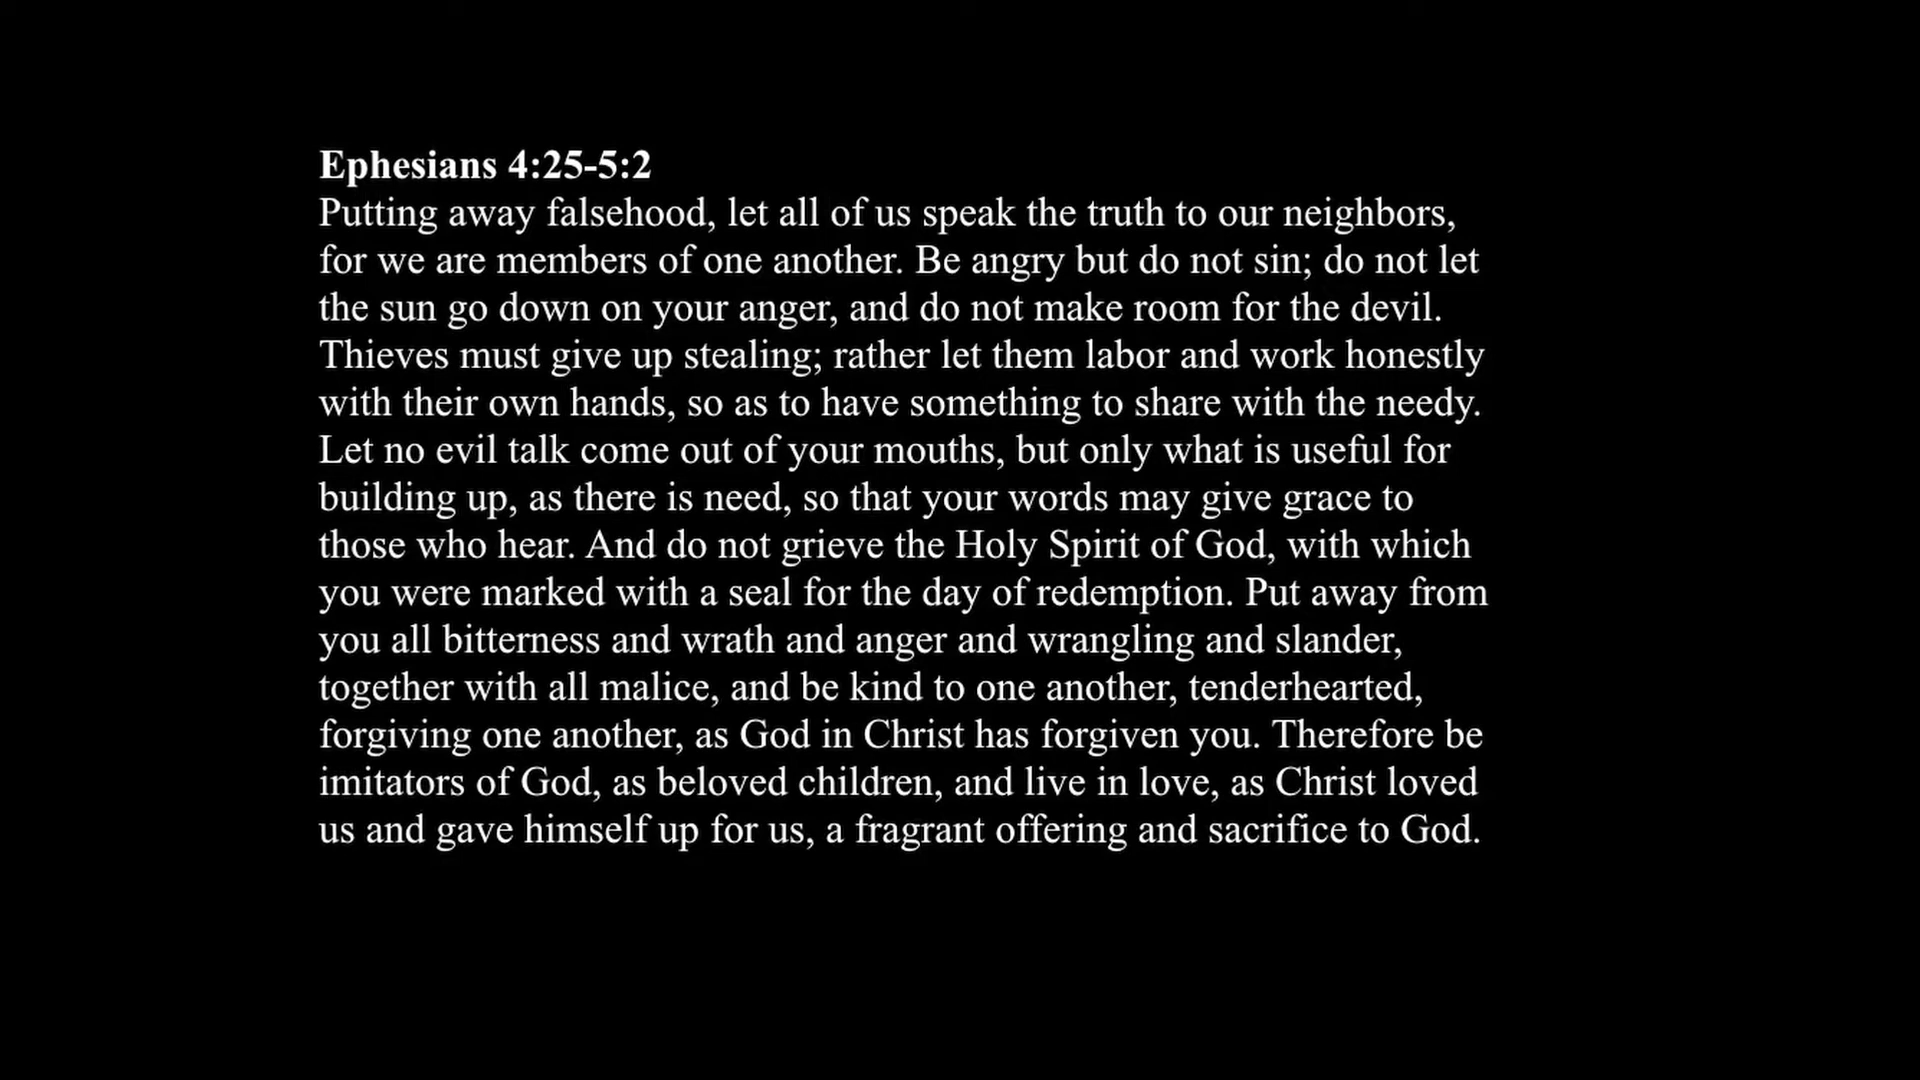 Ephesians 4:25-5:2
Putting away falsehood, let all of us speak the truth to our neighbors,
for we are members of one another. Be angry but do not sin; do not let
the sun go down on your anger, and do not make room for the devil.
Thieves must give up stealing; rather let them labor and work honestly
with their own hands, so as to have something to share with the needy.
Let no evil talk come out of your mouths, but only what is useful for
building up, as there is need, so that your words may give grace to
those who hear. And do not grieve the Holy Spirit of God, with which
you were marked with a seal for the day of redemption. Put away from
you all bitterness and wrath and anger and wrangling and slander,
together with all malice, and be kind to one another, tenderhearted,
forgiving one another, as God in Christ has forgiven you. Therefore be
imitators of God, as beloved children, and live in love, as Christ loved
us and gave himself up for us, a fragrant offering and sacrifice to God.